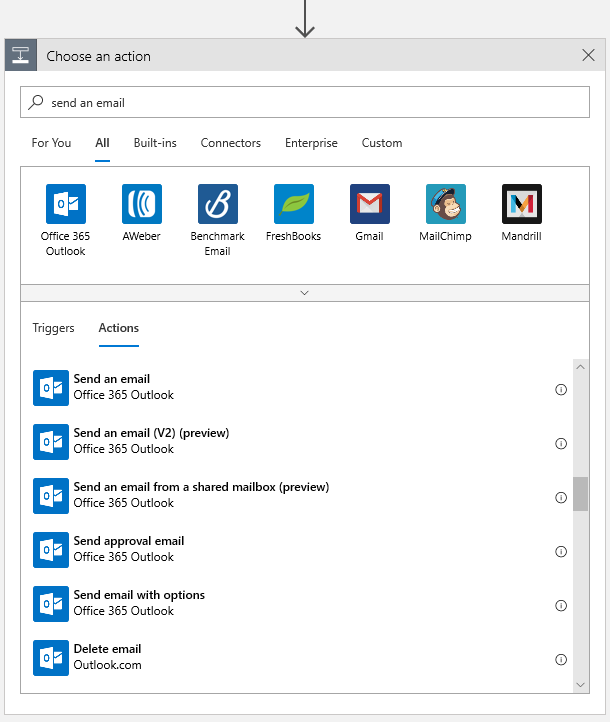 Choose an action
send an email
For You All Built-ins Connectors Enterprise Custom
Office 365 Outlook
AWeber
Benchmark Email
FreshBooks
Gmail
MailChimp
Mandrill
Triggers Actions
Send an email
Office 365 Outlook
Send an email (V2) (preview)
Office 365 Outlook
Send an email from a shared mailbox (preview)
Office 365 Outlook
Send approval email
Office 365 Outlook
Send email with options
Office 365 Outlook
Delete email
Outlook.com